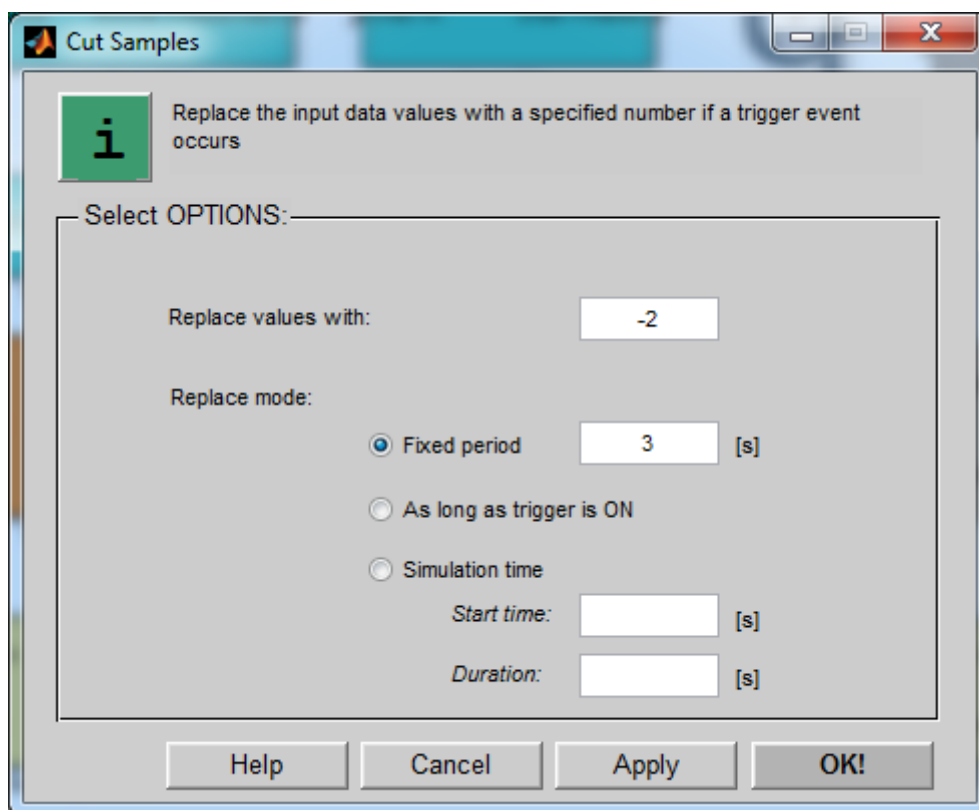 Cut Samples
i
Replace the input data values with a specified number if a trigger event
occurs
Select OPTIONS:
Replace values with:
-2
Replace mode:
Fixed period
3
[s]
As long as trigger is ON
Simulation time
Start time:
[s]
Duration:
[s]
Help
Cancel
Apply
OK!